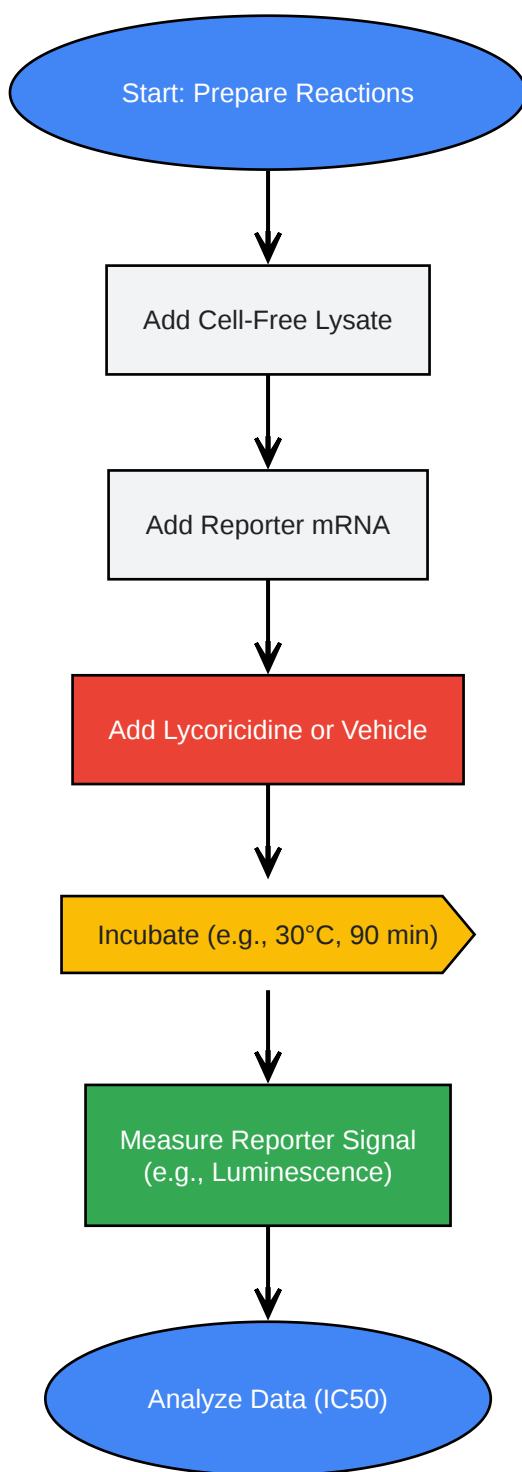 Start: Prepare Reactions
Add Cell-Free Lysate
Add Reporter mRNA
Add Lycoricidine or Vehicle
Incubate (e.g., 30°C, 90 min)
Measure Reporter Signal
(e.g., Luminescence)
Analyze Data (IC50)